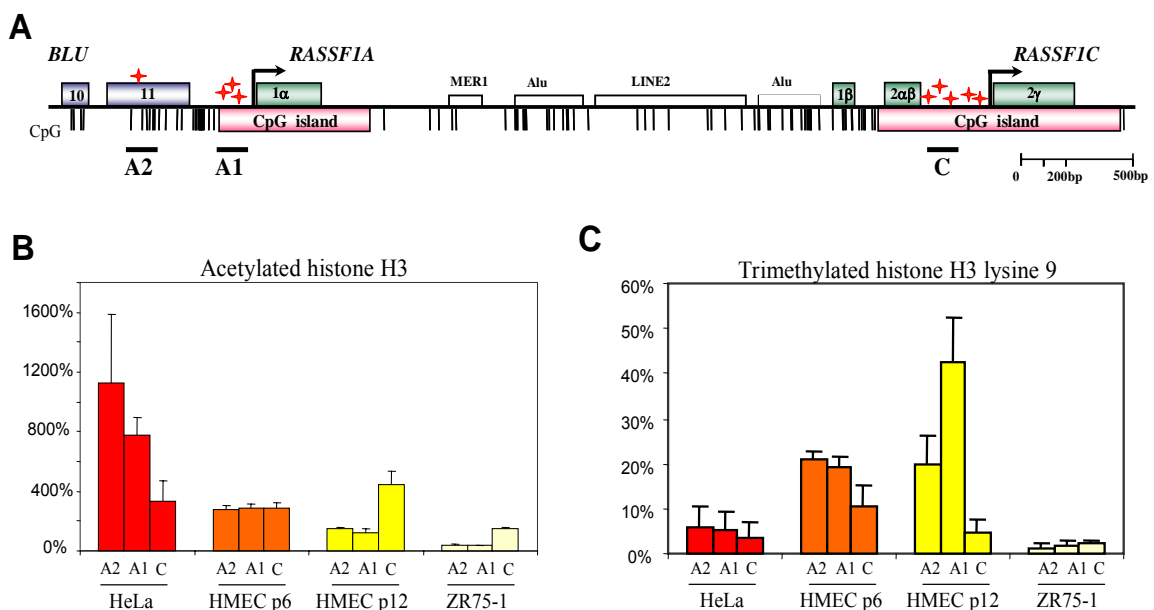 A
BLU RASSF1A RASSF1C
10 11 1α MER1 Alu LINE2 Alu 1β 2αβ 2γ
CpG CpG island CpG island
A2 A1 C
0 200bp 500bp
B
Acetylated histone H3
1600%
1200%
800%
400%
0%
A2 A1 C A2 A1 C A2 A1 C A2 A1 C
HeLa HMEC p6 HMEC p12 ZR75-1
C
Trimethylated histone H3 lysine 9
60%
50%
40%
30%
20%
10%
0%
A2 A1 C A2 A1 C A2 A1 C A2 A1 C
HeLa HMEC p6 HMEC p12 ZR75-1